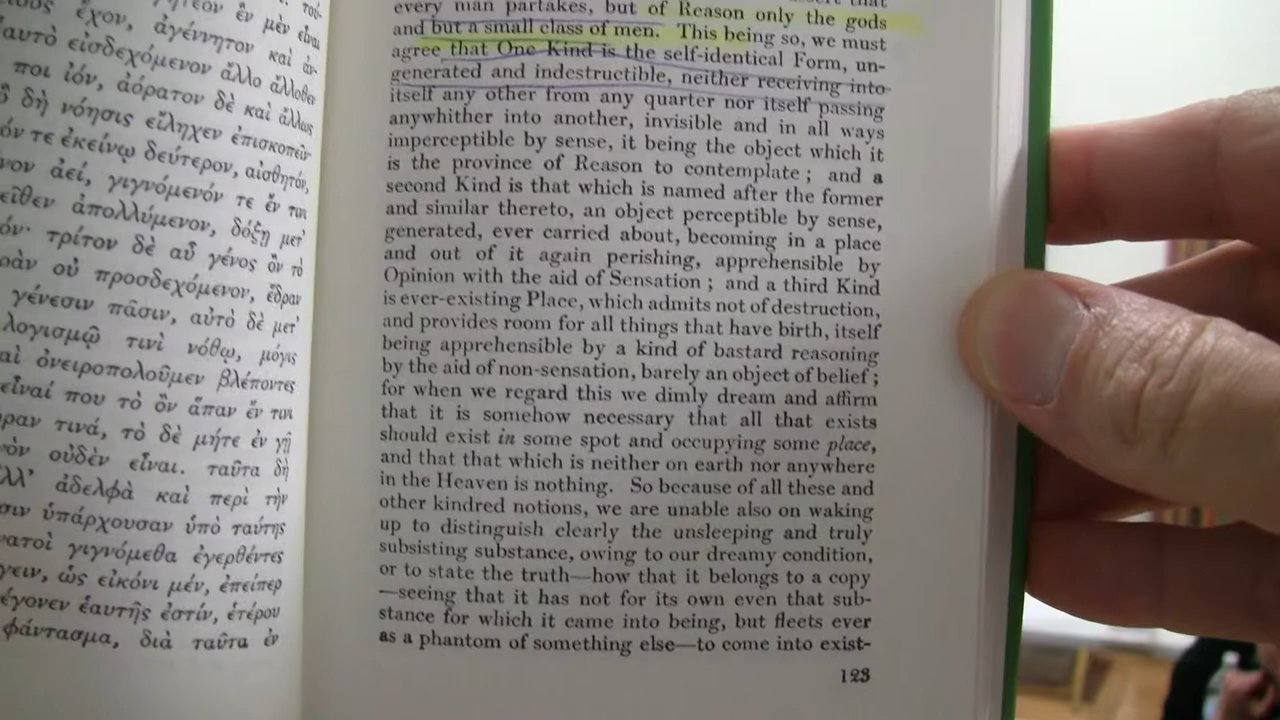 ἔχον, ἀγέννητον καὶ ἀν-
αὐτὸ εἰσδεχόμενον ἄλλο ἄλλοθεν
ποι ἰόν, ἀόρατον δὲ καὶ ἄλλως
δὴ νόησις εἴληχεν ἐπισκοπεῖν
όν τε ἐκείνῳ δεύτερον, αἰσθητόν,
νον ἀεί, γιγνόμενόν τε ἔν τινι
εῖθεν ἀπολλύμενον, δόξῃ μετ'
όν· τρίτον δὲ αὖ γένος ὂν τὸ
ρὰν οὐ προσδεχόμενον, ἕδραν
γένεσιν πᾶσιν, αὐτὸ δὲ μετ'
λογισμῷ τινὶ νόθῳ, μόγις
αὶ ὀνειροπολοῦμεν βλέποντες
εἶναί που τὸ ὂν ἅπαν ἔν τινι
ώραν τινά, τὸ δὲ μήτε ἐν γῇ
νὸν οὐδὲν εἶναι. ταῦτα δὴ
λλ' ἀδελφὰ καὶ περὶ τὴν
σιν ὑπάρχουσαν ὑπὸ ταύτης
νατοὶ γιγνόμεθα ἐγερθέντες
γειν, ὡς εἰκόνι μέν, ἐπείπερ
έγονεν ἑαυτῆς ἐστίν, ἑτέρου
φάντασμα, διὰ ταῦτα ἐν
every man partakes, but of Reason only the gods
and but a small class of men. This being so, we must
agree that One Kind is the self-identical Form, un-
generated and indestructible, neither receiving into
itself any other from any quarter nor itself passing
anywhither into another, invisible and in all ways
imperceptible by sense, it being the object which it
is the province of Reason to contemplate; and a
second Kind is that which is named after the former
and similar thereto, an object perceptible by sense,
generated, ever carried about, becoming in a place
and out of it again perishing, apprehensible by
Opinion with the aid of Sensation; and a third Kind
is ever-existing Place, which admits not of destruction,
and provides room for all things that have birth, itself
being apprehensible by a kind of bastard reasoning
by the aid of non-sensation, barely an object of belief;
for when we regard this we dimly dream and affirm
that it is somehow necessary that all that exists
should exist in some spot and occupying some place,
and that that which is neither on earth nor anywhere
in the Heaven is nothing. So because of all these and
other kindred notions, we are unable also on waking
up to distinguish clearly the unsleeping and truly
subsisting substance, owing to our dreamy condition,
or to state the truth—how that it belongs to a copy
—seeing that it has not for its own even that sub-
stance for which it came into being, but fleets ever
as a phantom of something else—to come into exist-
123